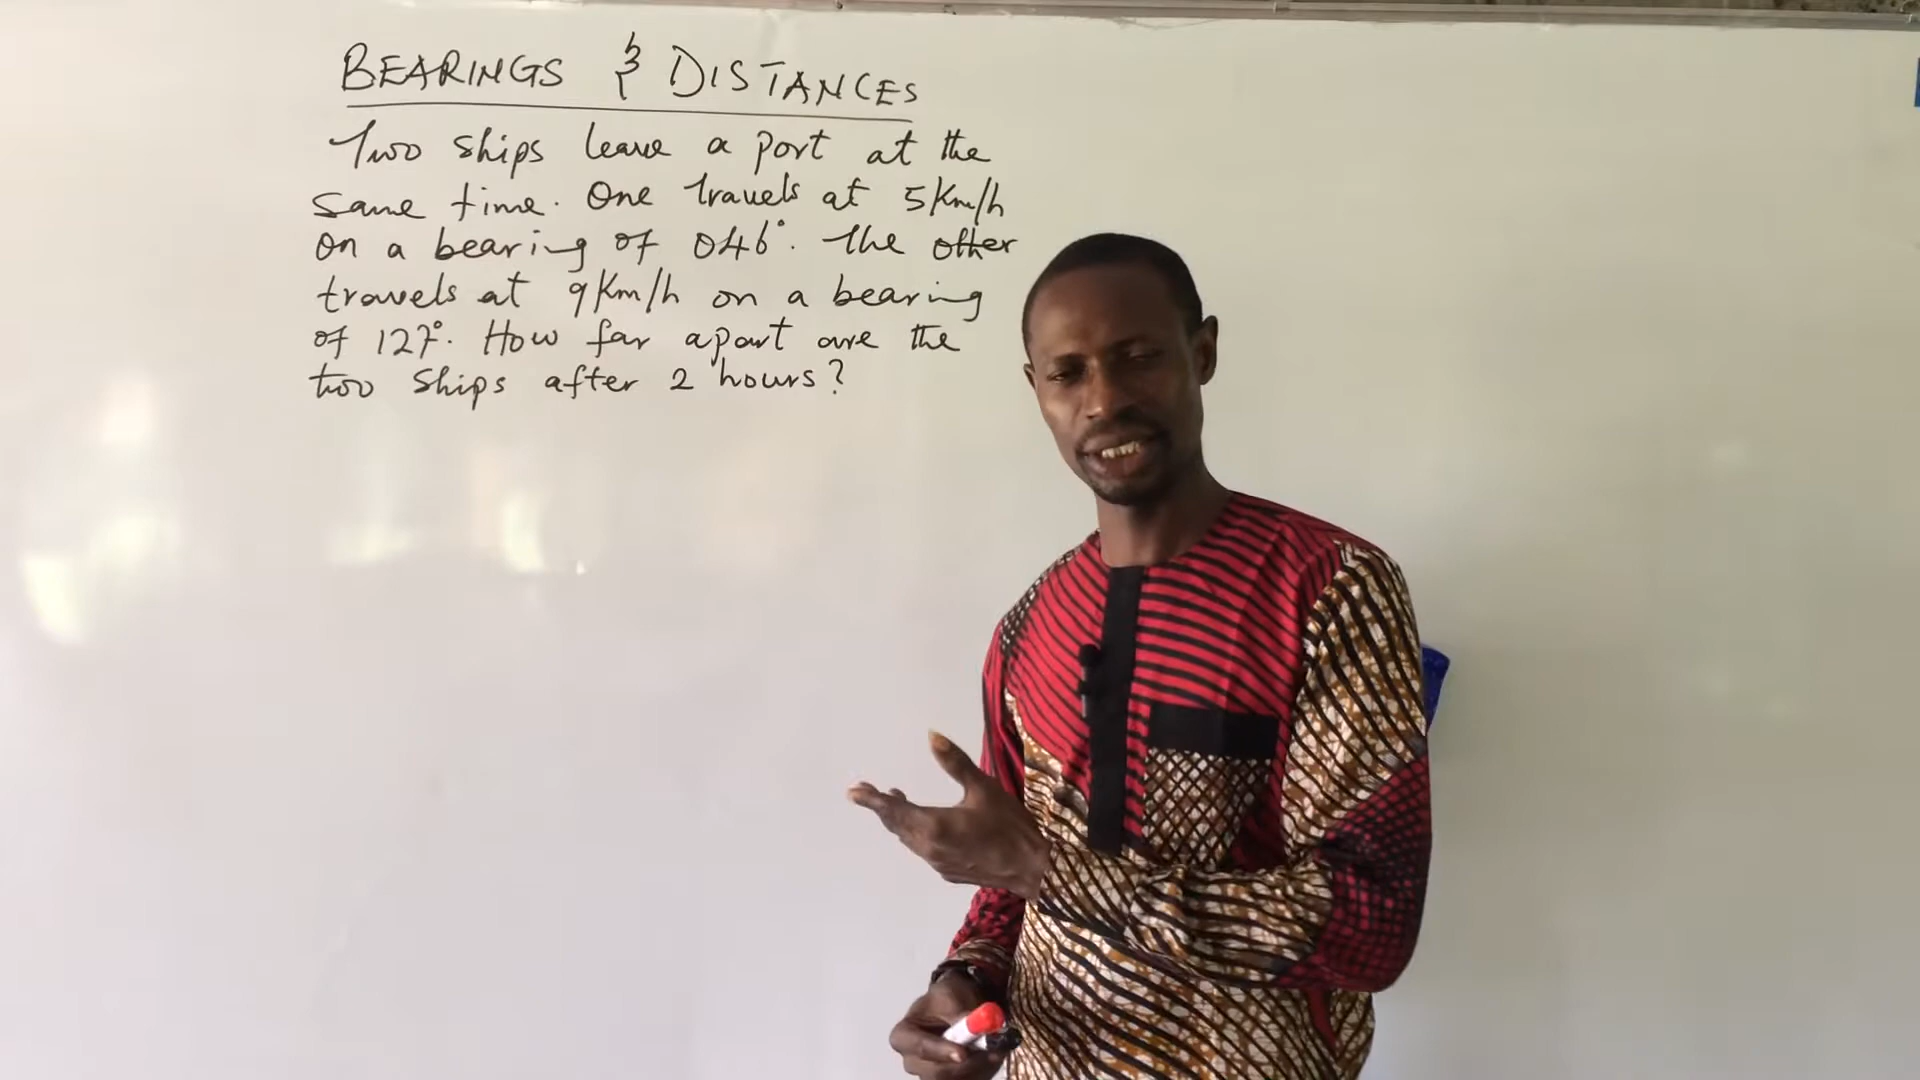 BEARINGS & DISTANCES
Two ships leave a port at the
same time. One travels at 5Km/h
on a bearing of 046°. The other
travels at 9Km/h on a bearing
of 127°. How far apart are the
two ships after 2 hours?